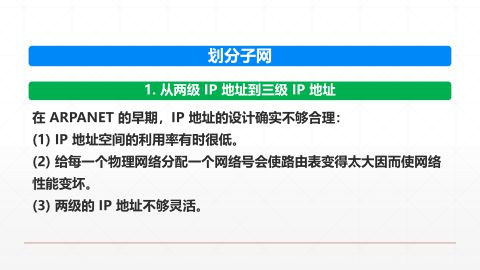 划分子网
1. 从两级 IP 地址到三级 IP 地址
在 ARPANET 的早期，IP 地址的设计确实不够合理：
(1) IP 地址空间的利用率有时很低。
(2) 给每一个物理网络分配一个网络号会使路由表变得太大因而使网络
性能变坏。
(3) 两级的 IP 地址不够灵活。